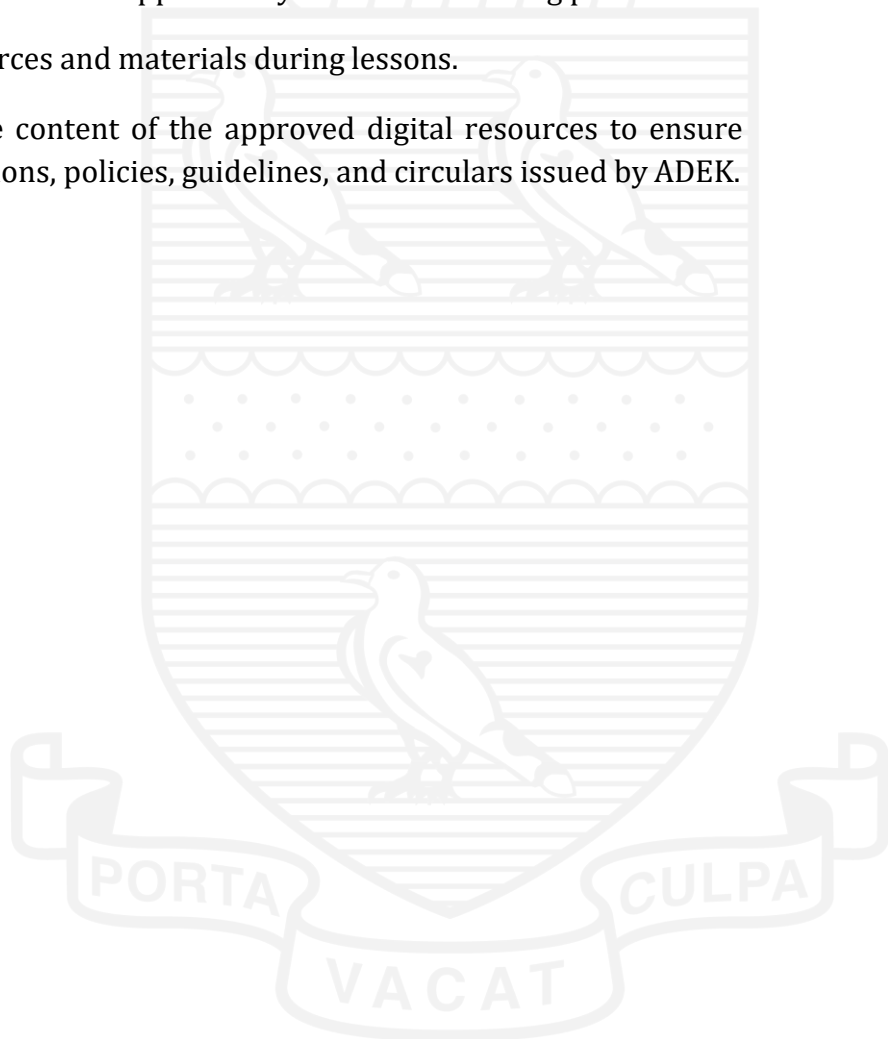 rces and materials during lessons.
content of the approved digital resources to ensure
ons, policies, guidelines, and circulars issued by ADEK.
PORTA
CULPA
VACAT